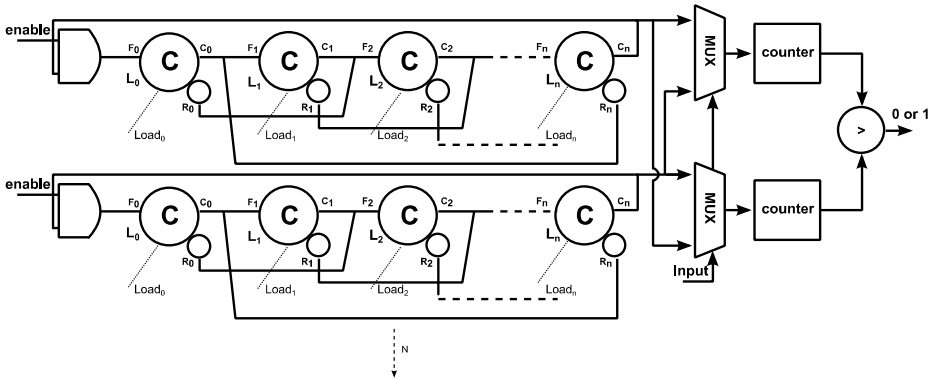 enable
F0 C C0 F1 C C1 F2 C C2 Fn C Cn
L0 L1 L2 Ln
R0 R1 R2 Rn
Load0 Load1 Load2 Loadn
MUX
counter
> 0 or 1
enable
F0 C C0 F1 C C1 F2 C C2 Fn C Cn
L0 L1 L2 Ln
R0 R1 R2 Rn
Load0 Load1 Load2 Loadn
MUX
counter
Input
N